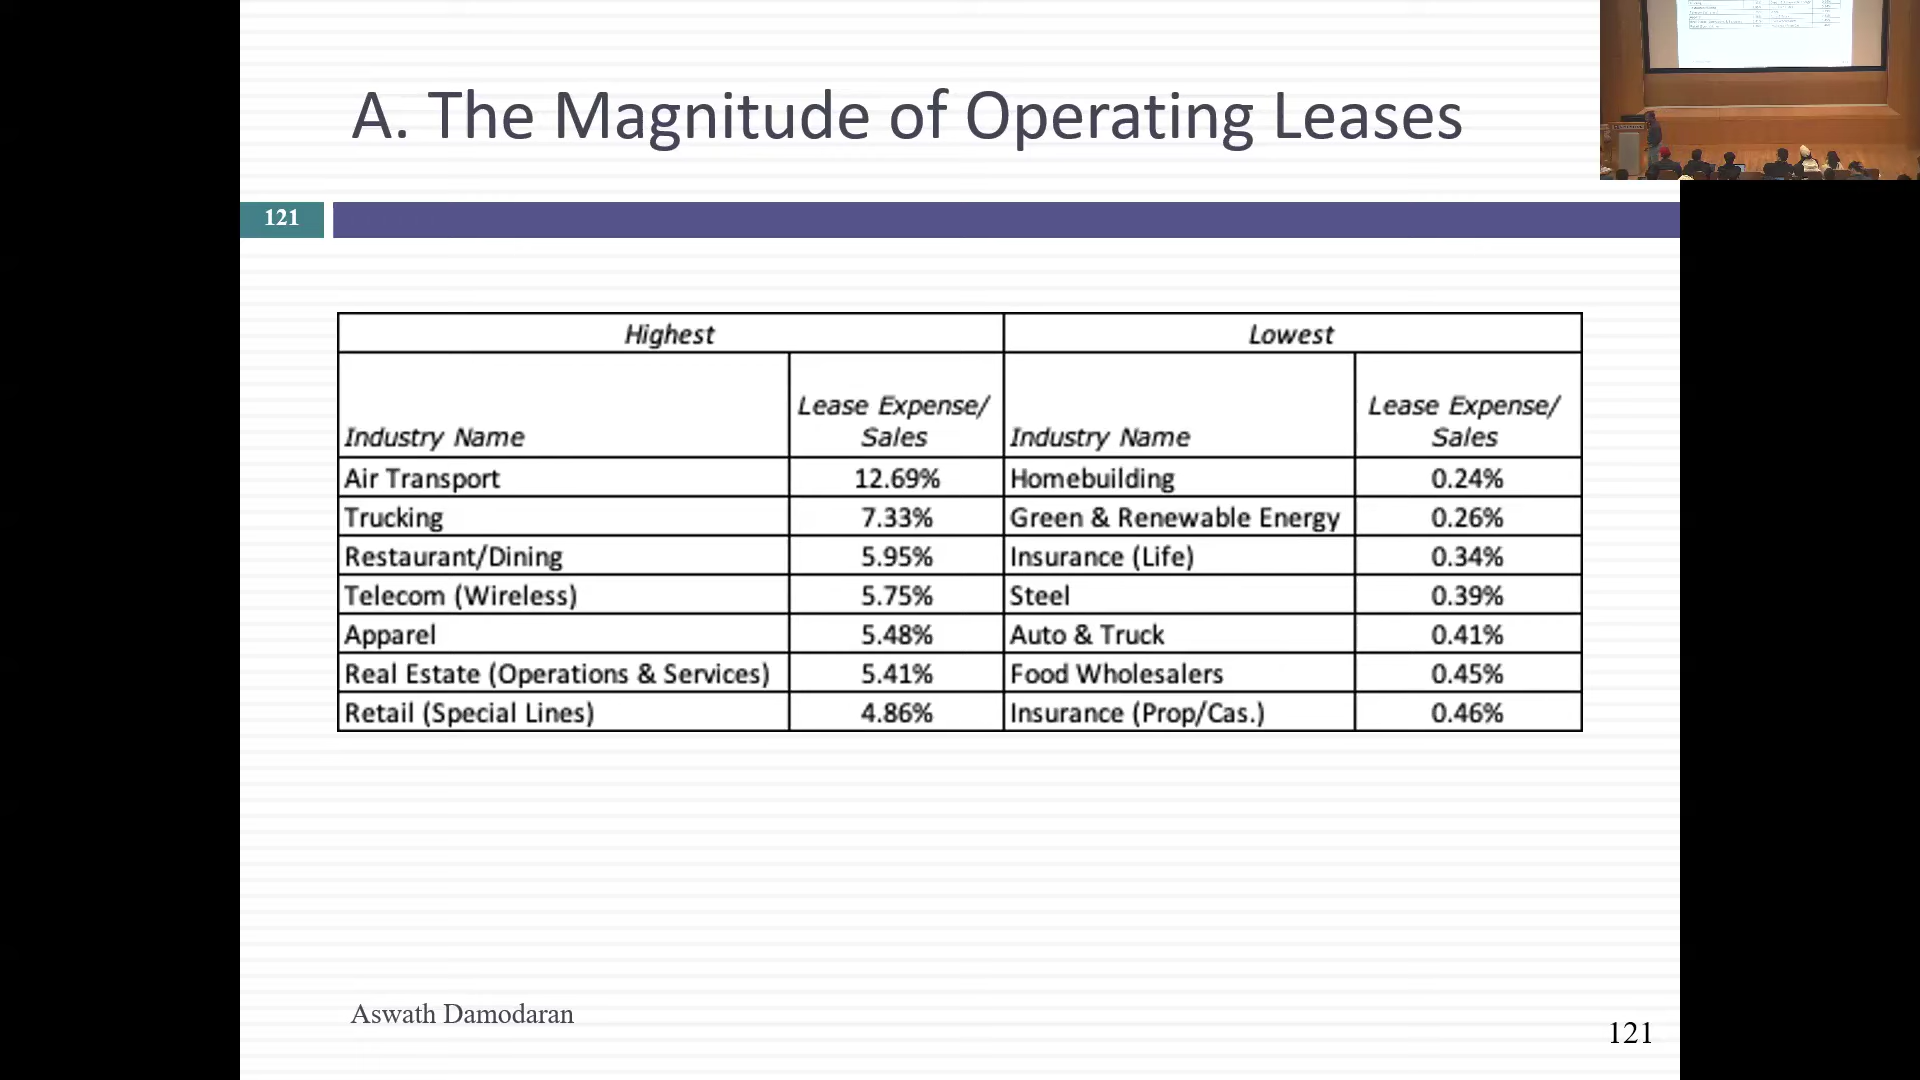 A. The Magnitude of Operating Leases
121
Highest Lowest
Industry Name Lease Expense/ Sales Industry Name Lease Expense/ Sales
Air Transport 12.69% Homebuilding 0.24%
Trucking 7.33% Green & Renewable Energy 0.26%
Restaurant/Dining 5.95% Insurance (Life) 0.34%
Telecom (Wireless) 5.75% Steel 0.39%
Apparel 5.48% Auto & Truck 0.41%
Real Estate (Operations & Services) 5.41% Food Wholesalers 0.45%
Retail (Special Lines) 4.86% Insurance (Prop/Cas.) 0.46%
Aswath Damodaran
121